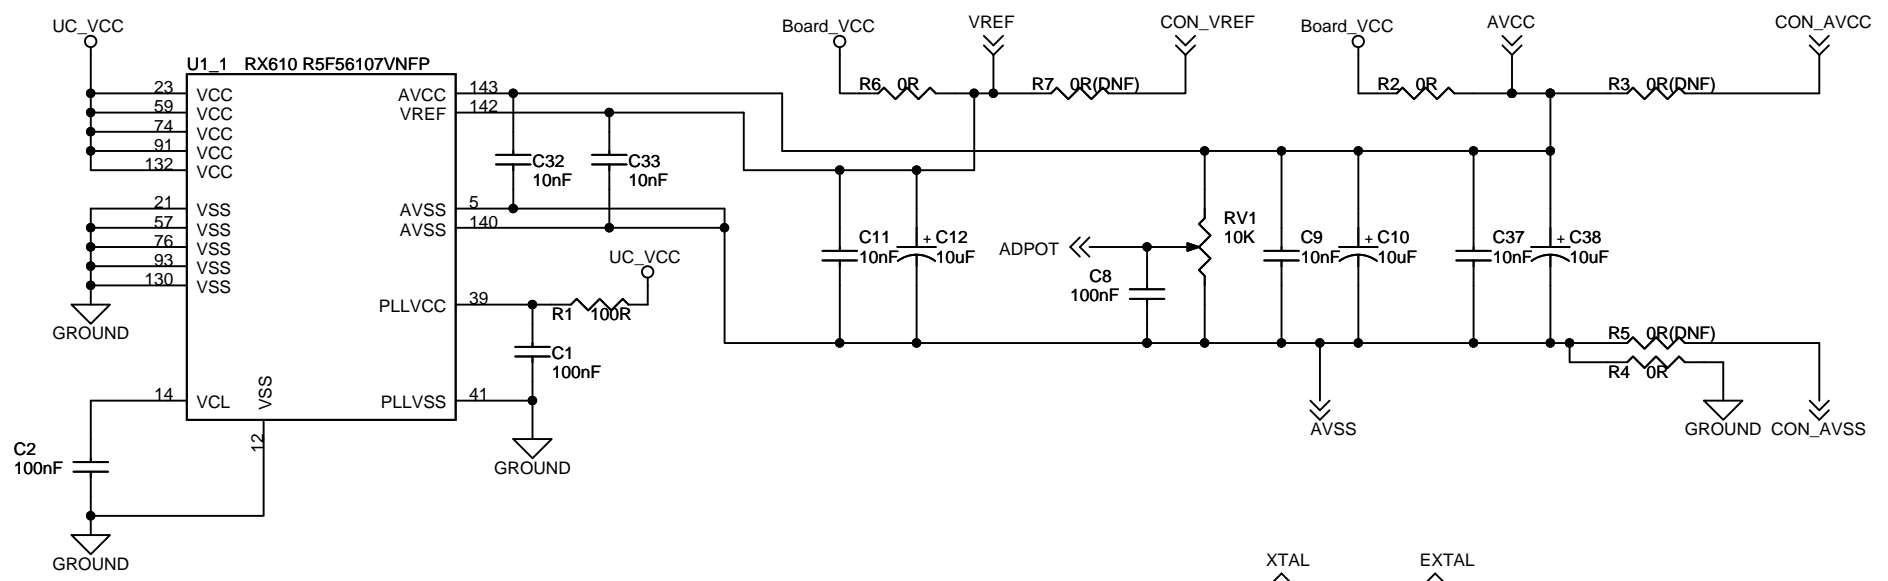 UC_VCC
Board_VCC
VREF
CON_VREF
Board_VCC
AVCC
CON_AVCC
U1_1 RX610 R5F56107VNFP
23 VCC
59 VCC
74 VCC
91 VCC
132 VCC
21 VSS
57 VSS
76 VSS
93 VSS
130 VSS
GROUND
14 VCL
VSS
12
AVCC 143
VREF 142
AVSS 5
AVSS 140
PLLVCC 39
PLLVSS 41
C32
10nF
C33
10nF
UC_VCC
R1 100R
C1
100nF
GROUND
C2
100nF
GROUND
R6 0R
R7 0R(DNF)
R2 0R
R3 0R(DNF)
C11
10nF
+ C12
10uF
ADPOT
C8
100nF
RV1
10K
C9
10nF
+ C10
10uF
C37
10nF
+ C38
10uF
R5 0R(DNF)
R4 0R
AVSS
GROUND
CON_AVSS
XTAL
EXTAL